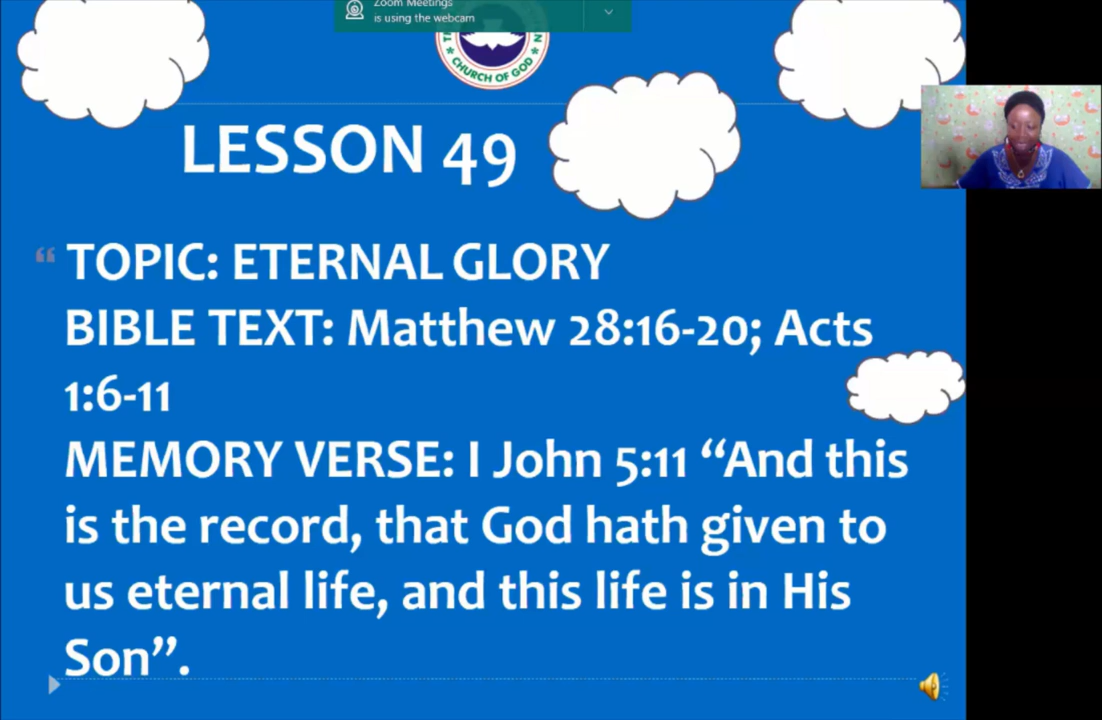 Zoom Meetings
is using the webcam
CHURCH OF GOD
LESSON 49
“ TOPIC: ETERNAL GLORY
BIBLE TEXT: Matthew 28:16-20; Acts
1:6-11
MEMORY VERSE: I John 5:11 “And this
is the record, that God hath given to
us eternal life, and this life is in His
Son”.